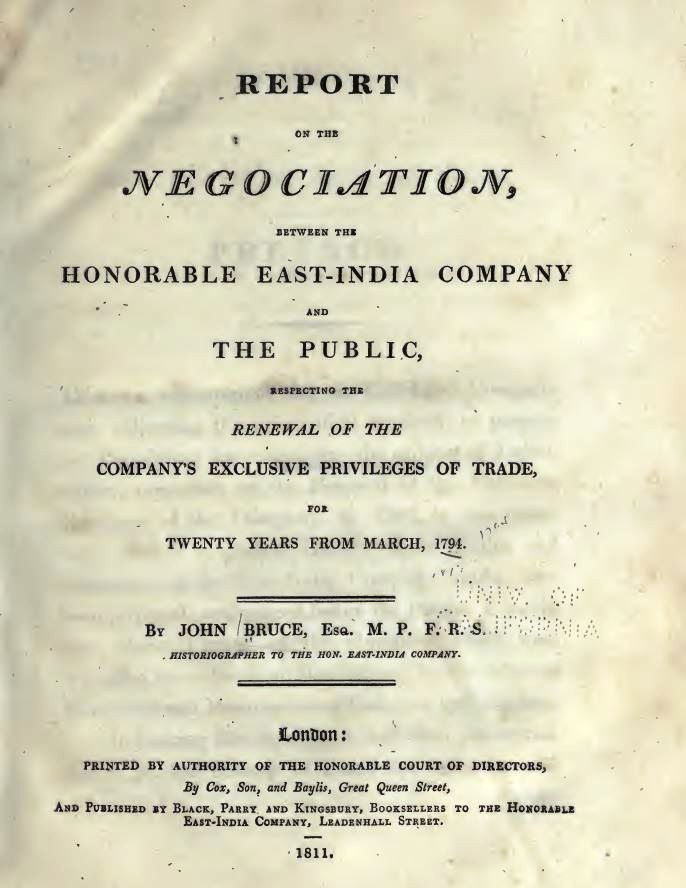 REPORT
ON THE
NEGOCIATION,
BETWEEN THE
HONORABLE EAST-INDIA COMPANY
AND
THE PUBLIC,
RESPECTING THE
RENEWAL OF THE
COMPANY'S EXCLUSIVE PRIVILEGES OF TRADE,
FOR
TWENTY YEARS FROM MARCH, 1794.
UNIV. OF
CALIFORNIA
By JOHN BRUCE, Esq. M. P. F. R. S.
HISTORIOGRAPHER TO THE HON. EAST-INDIA COMPANY.
London:
PRINTED BY AUTHORITY OF THE HONORABLE COURT OF DIRECTORS,
By Cox, Son, and Baylis, Great Queen Street,
AND PUBLISHED BY BLACK, PARRY AND KINGSBURY, BOOKSELLERS TO THE HONORABLE
EAST-INDIA COMPANY, LEADENHALL STREET.
1811.